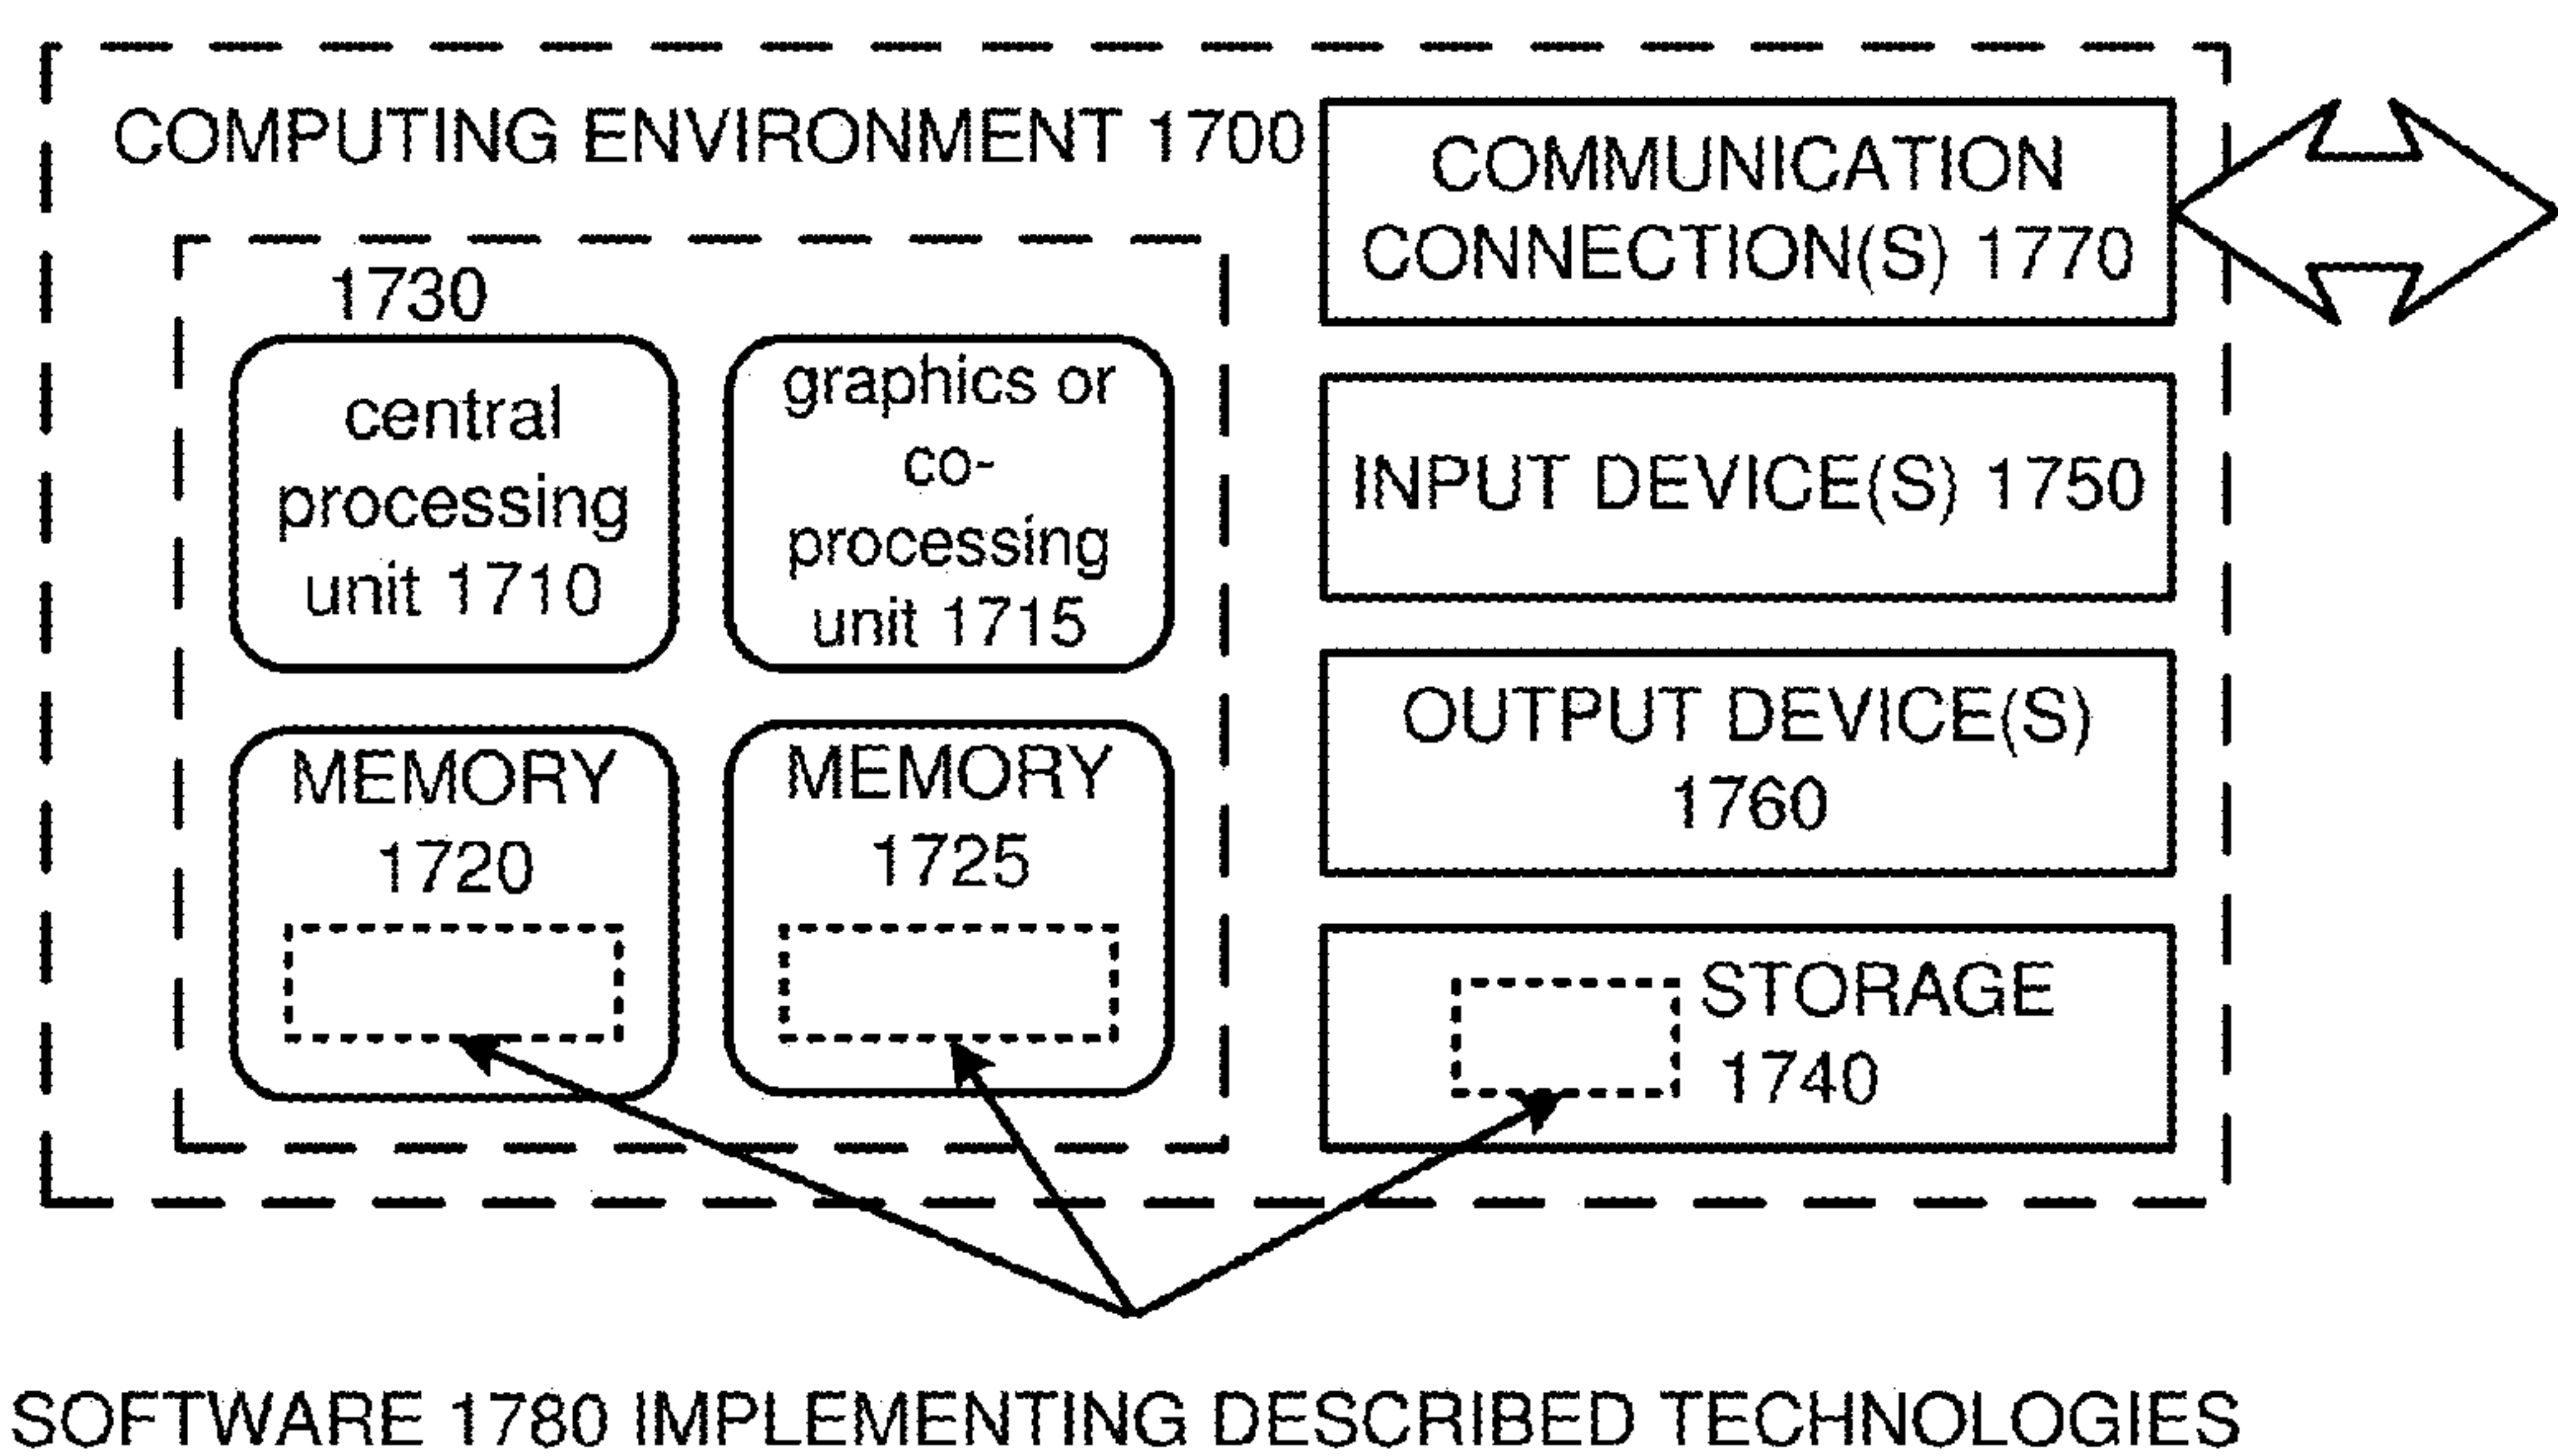 COMPUTING ENVIRONMENT 1700
1730
central
processing
unit 1710
graphics or
co-
processing
unit 1715
MEMORY
1720
MEMORY
1725
COMMUNICATION
CONNECTION(S) 1770
INPUT DEVICE(S) 1750
OUTPUT DEVICE(S)
1760
STORAGE
1740
SOFTWARE 1780 IMPLEMENTING DESCRIBED TECHNOLOGIES